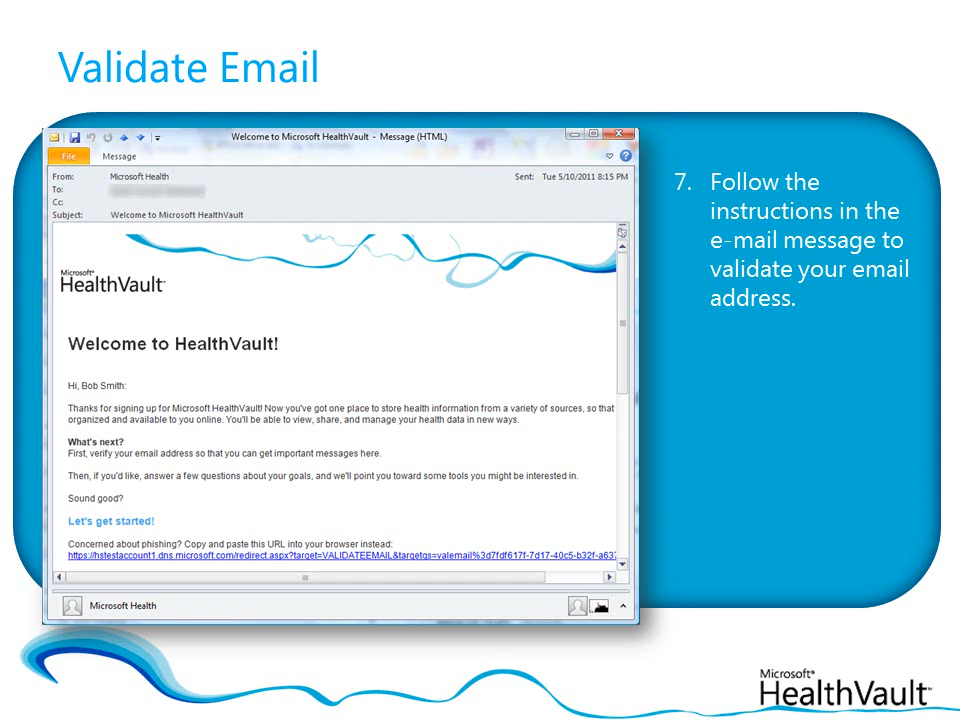 Validate Email
Welcome to Microsoft HealthVault - Message (HTML)
File Message
From: Microsoft Health Sent: Tue 5/10/2011 8:15 PM
To:
Cc:
Subject: Welcome to Microsoft HealthVault
Microsoft®
HealthVault™
Welcome to HealthVault!
Hi, Bob Smith:
Thanks for signing up for Microsoft HealthVault! Now you've got one place to store health information from a variety of sources, so that
organized and available to you online. You'll be able to view, share, and manage your health data in new ways.
What's next?
First, verify your email address so that you can get important messages here.
Then, if you'd like, answer a few questions about your goals, and we'll point you toward some tools you might be interested in.
Sound good?
Let's get started!
Concerned about phishing? Copy and paste this URL into your browser instead:
https://hstestaccount1.dns.microsoft.com/redirect.aspx?target=VALIDATEEMAIL&targetqs=valemail%3d7fdf617f-7d17-40c5-b32f-a637
Microsoft Health
7. Follow the
instructions in the
e-mail message to
validate your email
address.
Microsoft®
HealthVault™